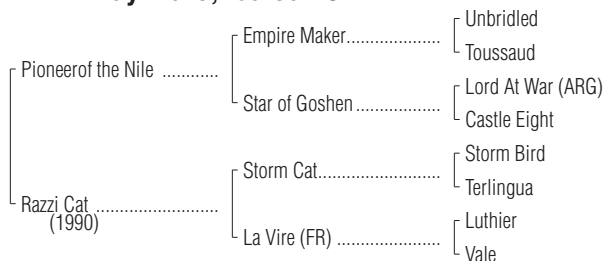 Unbridled
Empire Maker
Toussaud
Pioneerof the Nile
Lord At War (ARG)
Star of Goshen
Castle Eight
Storm Bird
Storm Cat
Terlingua
Razzi Cat
(1990)
Luthier
La Vire (FR)
Vale